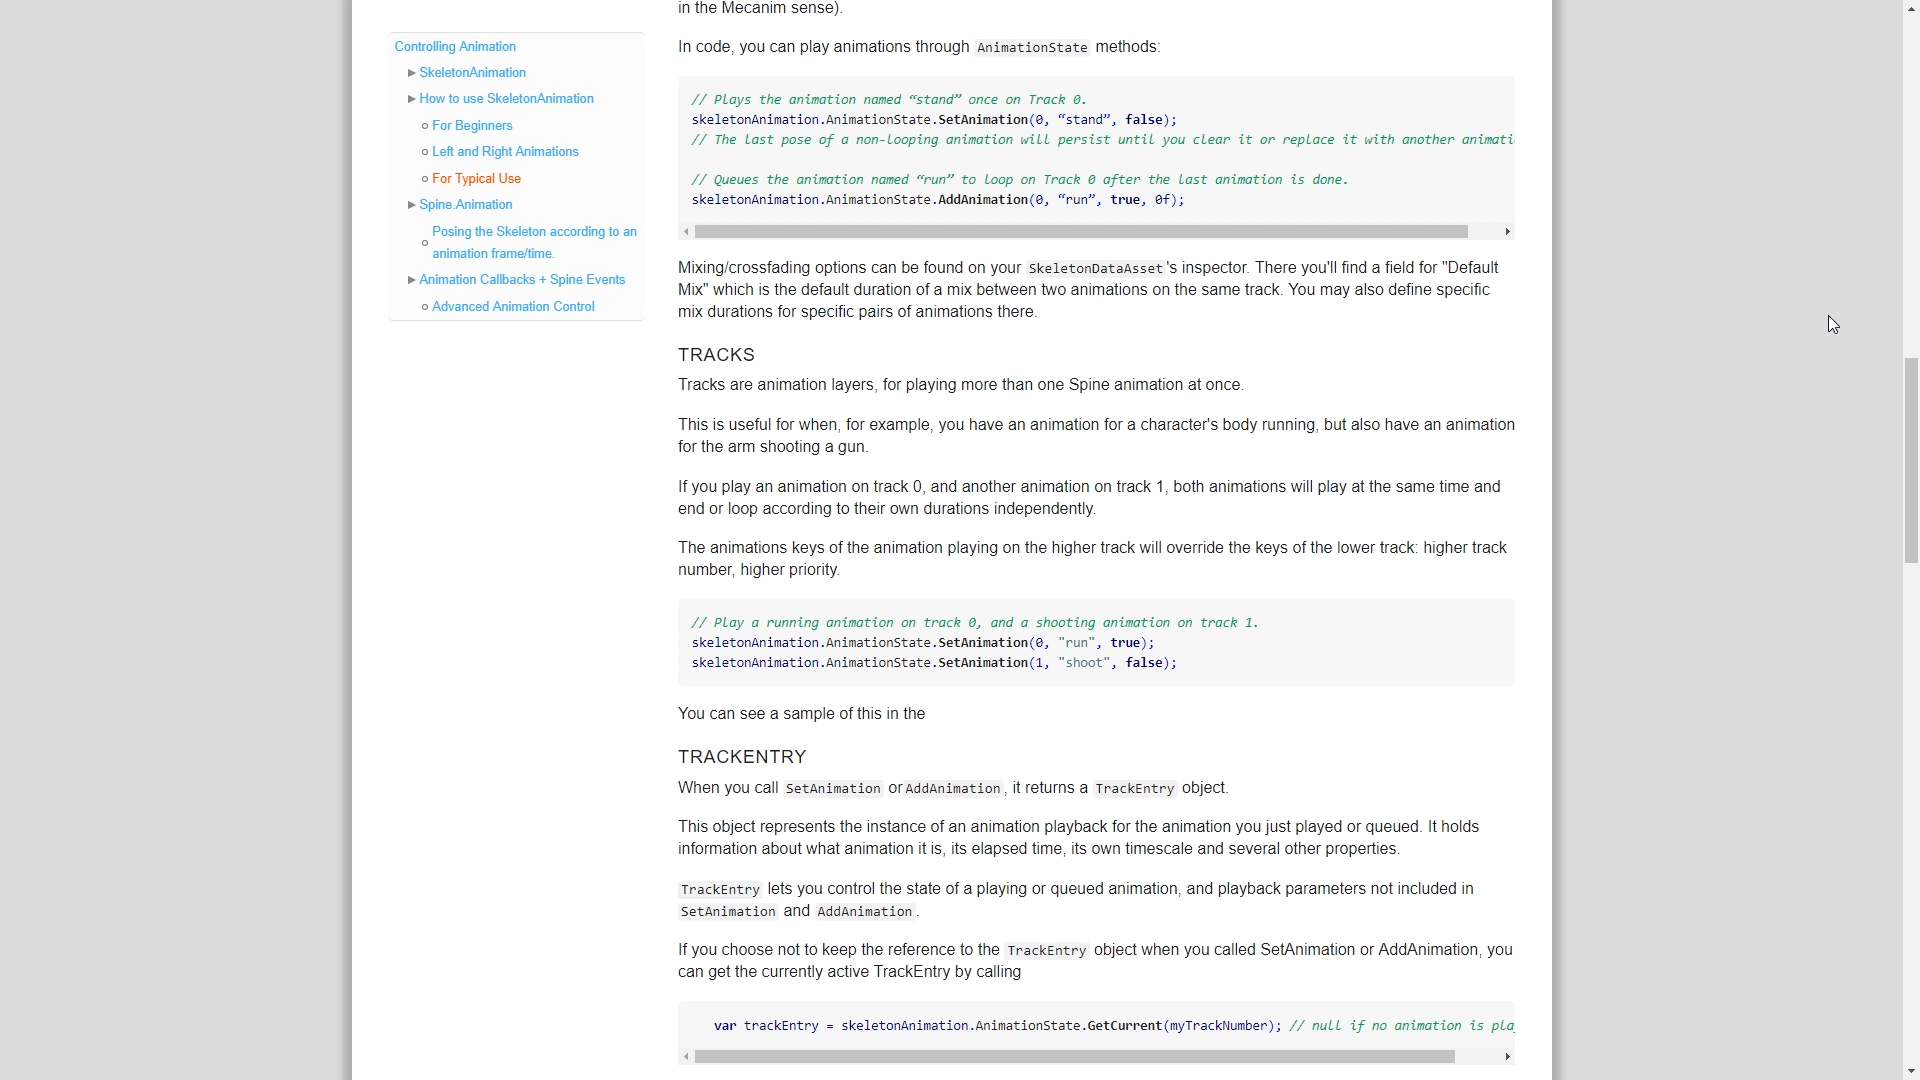 in the Mecanim sense).
Controlling Animation
▶ SkeletonAnimation
▶ How to use SkeletonAnimation
For Beginners
Left and Right Animations
For Typical Use
▶ Spine.Animation
Posing the Skeleton according to an
animation frame/time.
▶ Animation Callbacks + Spine Events
Advanced Animation Control
In code, you can play animations through AnimationState methods:
// Plays the animation named “stand” once on Track 0.
skeletonAnimation.AnimationState.SetAnimation(0, “stand”, false);
// The last pose of a non-looping animation will persist until you clear it or replace it with another animati
// Queues the animation named “run” to loop on Track 0 after the last animation is done.
skeletonAnimation.AnimationState.AddAnimation(0, “run”, true, 0f);
Mixing/crossfading options can be found on your SkeletonDataAsset's inspector. There you'll find a field for "Default
Mix" which is the default duration of a mix between two animations on the same track. You may also define specific
mix durations for specific pairs of animations there.
TRACKS
Tracks are animation layers, for playing more than one Spine animation at once.
This is useful for when, for example, you have an animation for a character's body running, but also have an animation
for the arm shooting a gun.
If you play an animation on track 0, and another animation on track 1, both animations will play at the same time and
end or loop according to their own durations independently.
The animations keys of the animation playing on the higher track will override the keys of the lower track: higher track
number, higher priority.
// Play a running animation on track 0, and a shooting animation on track 1.
skeletonAnimation.AnimationState.SetAnimation(0, "run", true);
skeletonAnimation.AnimationState.SetAnimation(1, "shoot", false);
You can see a sample of this in the
TRACKENTRY
When you call SetAnimation or AddAnimation, it returns a TrackEntry object.
This object represents the instance of an animation playback for the animation you just played or queued. It holds
information about what animation it is, its elapsed time, its own timescale and several other properties.
TrackEntry lets you control the state of a playing or queued animation, and playback parameters not included in
SetAnimation and AddAnimation.
If you choose not to keep the reference to the TrackEntry object when you called SetAnimation or AddAnimation, you
can get the currently active TrackEntry by calling
var trackEntry = skeletonAnimation.AnimationState.GetCurrent(myTrackNumber); // null if no animation is pla